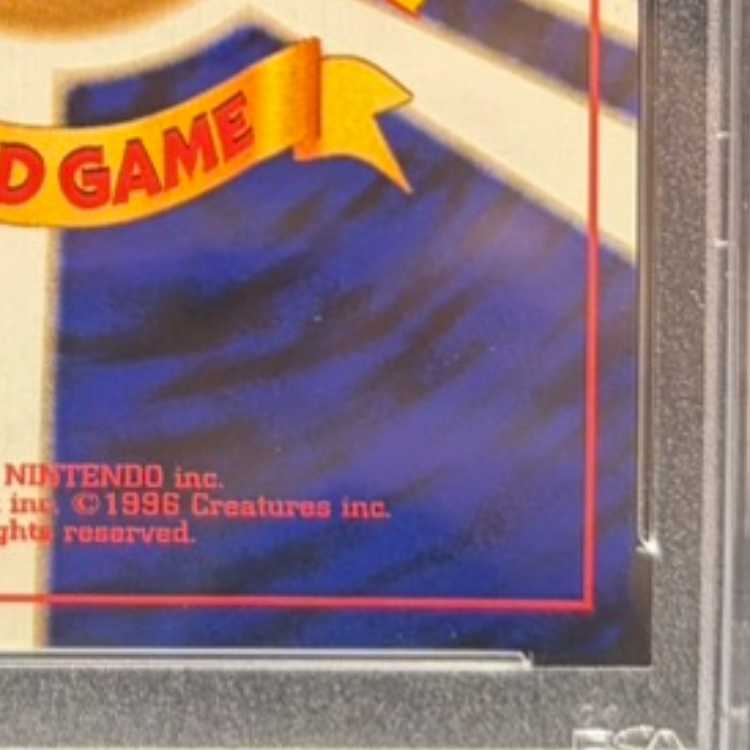 D GAME
NINTENDO inc.
inc. ©1996 Creatures inc.
ghts reserved.